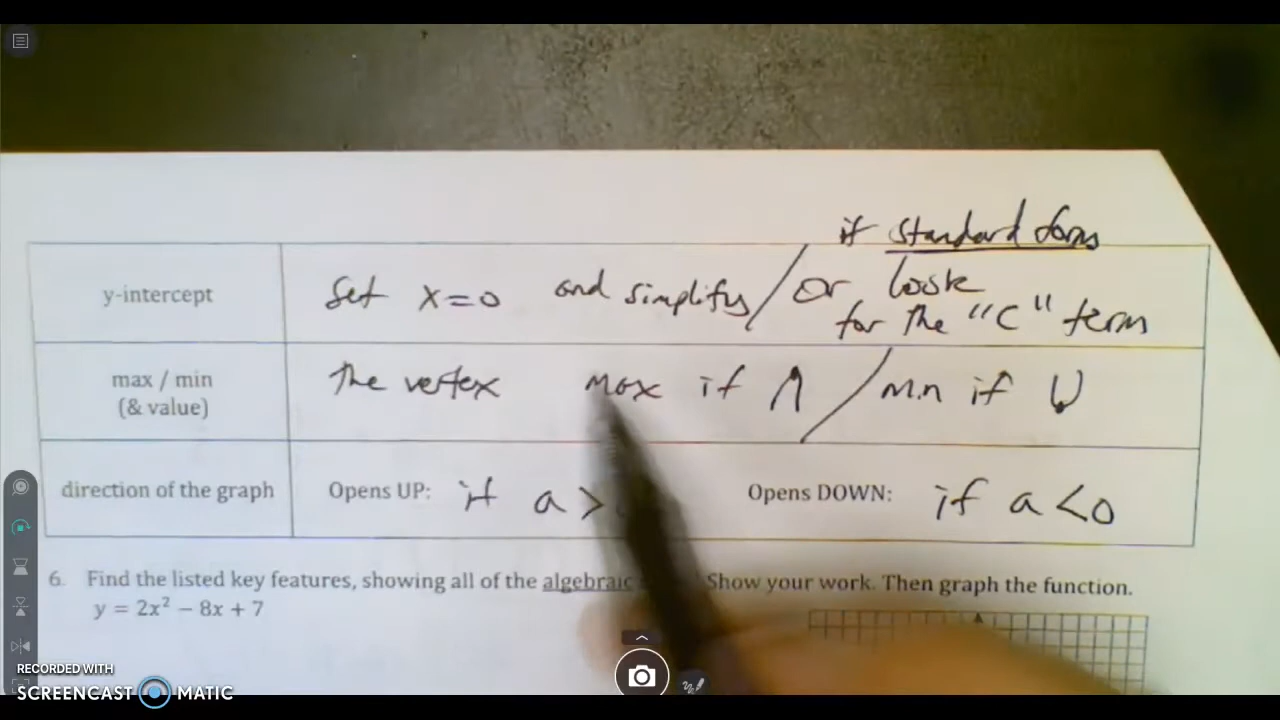 if standard form
y-intercept Set x=0 and simplify / Or look
for the "C" term
max / min
(& value) The vertex Max if / Min if
direction of the graph Opens UP: if a > Opens DOWN: if a < 0
6. Find the listed key features, showing all of the algebraic Show your work. Then graph the function.
y = 2x² − 8x + 7
RECORDED WITH
SCREENCAST MATIC